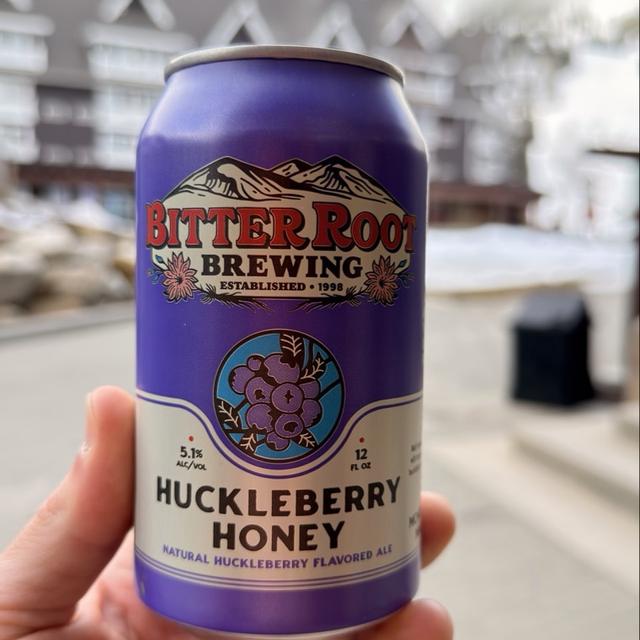 BITTER ROOT
BREWING
ESTABLISHED • 1998
5.1%
ALC/VOL
12
FL OZ
HUCKLEBERRY
HONEY
NATURAL HUCKLEBERRY FLAVORED ALE